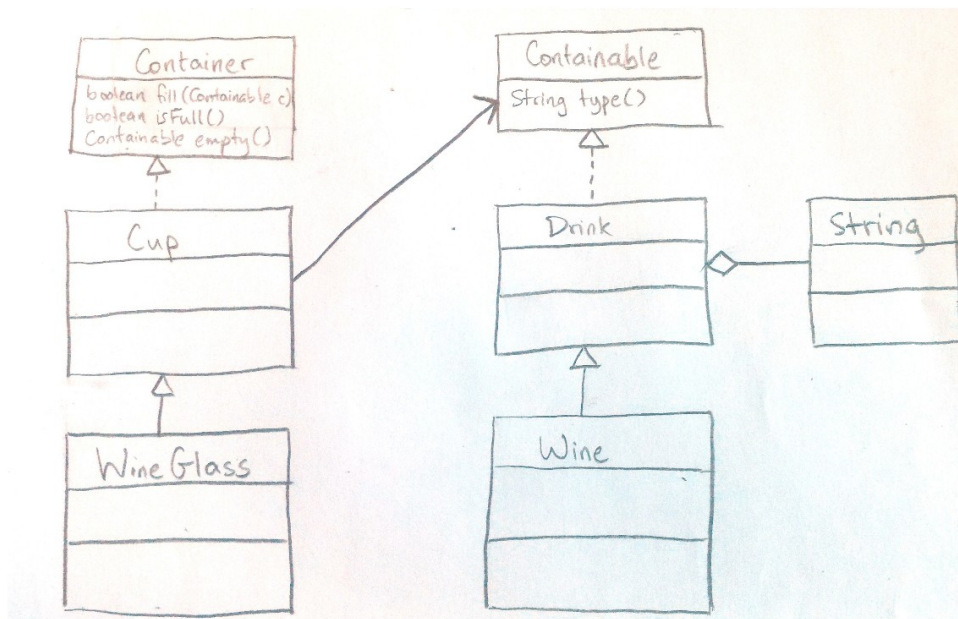 Container
boolean fill(Containable c)
boolean isFull()
Containable empty()
Containable
String type()
Cup
Drink
String
WineGlass
Wine